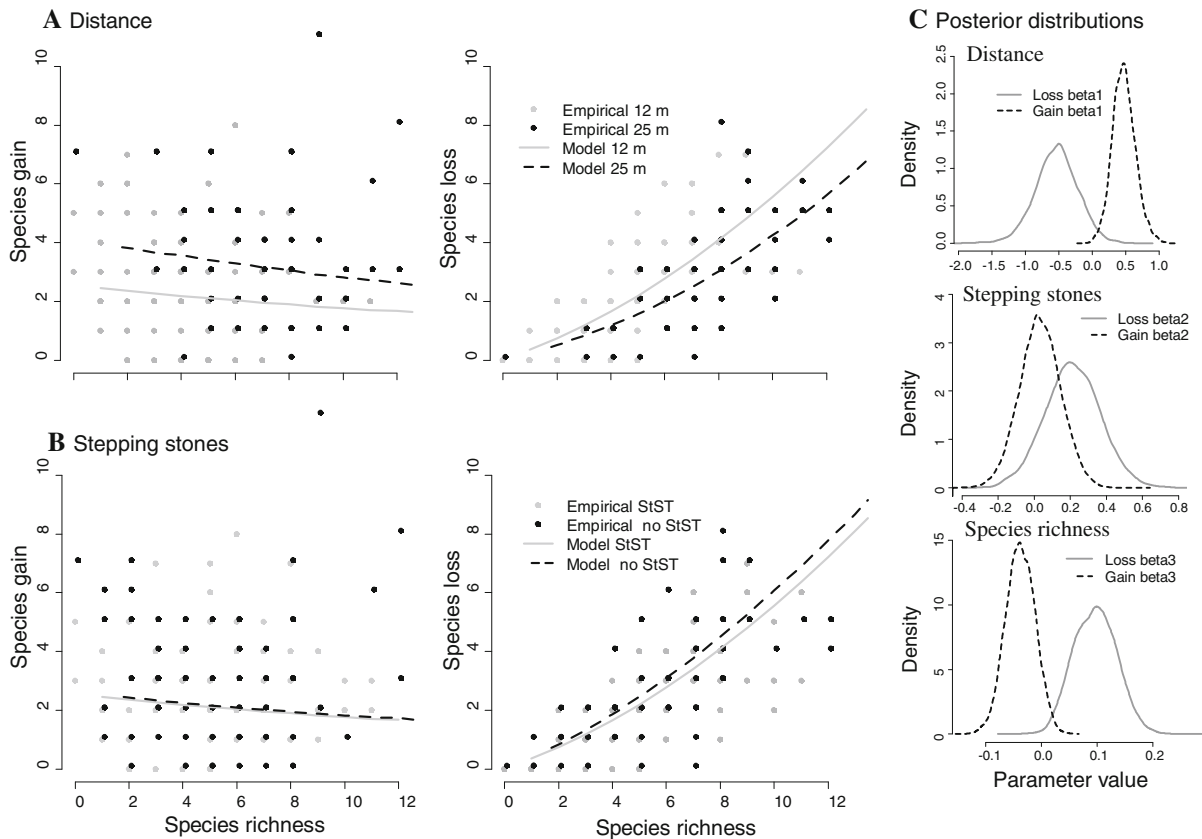 A Distance
Species gain
0 2 4 6 8 10
Species loss
0 2 4 6 8 10
Empirical 12 m
Empirical 25 m
Model 12 m
Model 25 m
B Stepping stones
Species gain
0 2 4 6 8 10
0 2 4 6 8 10 12
Species richness
Species loss
0 2 4 6 8 10
Empirical StST
Empirical no StST
Model StST
Model no StST
0 2 4 6 8 10 12
Species richness
C Posterior distributions
Distance
Loss beta1
Gain beta1
Density
0.0 0.5 1.0 1.5 2.0 2.5
-2.0 -1.5 -1.0 -0.5 0.0 0.5 1.0
Stepping stones
Loss beta2
Gain beta2
Density
0 1 2 3 4
-0.4 -0.2 0.0 0.2 0.4 0.6 0.8
Species richness
Loss beta3
Gain beta3
Density
0 5 10 15
-0.1 0.0 0.1 0.2
Parameter value